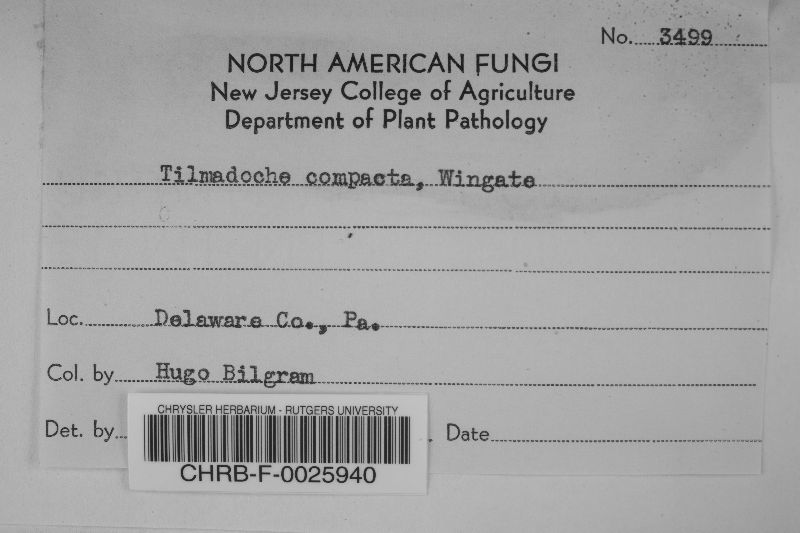 No. 3499
NORTH AMERICAN FUNGI
New Jersey College of Agriculture
Department of Plant Pathology
Tilmadoche compacta, Wingate
Loc. Delaware Co., Pa.
Col. by Hugo Bilgram
Det. by , Date
CHRYSLER HERBARIUM - RUTGERS UNIVERSITY
CHRB-F-0025940